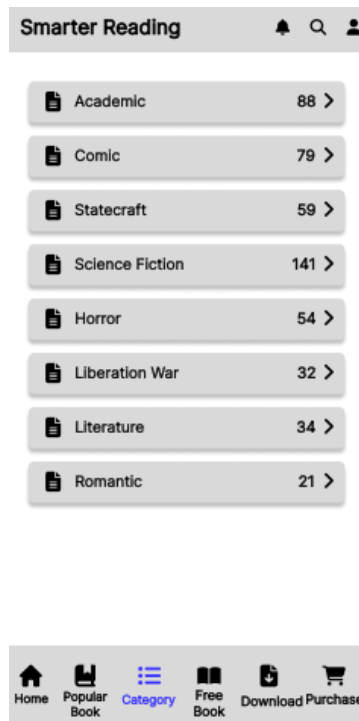 Smarter Reading
Academic 88
Comic 79
Statecraft 59
Science Fiction 141
Horror 54
Liberation War 32
Literature 34
Romantic 21
Home Popular Book Category Free Book Download Purchase